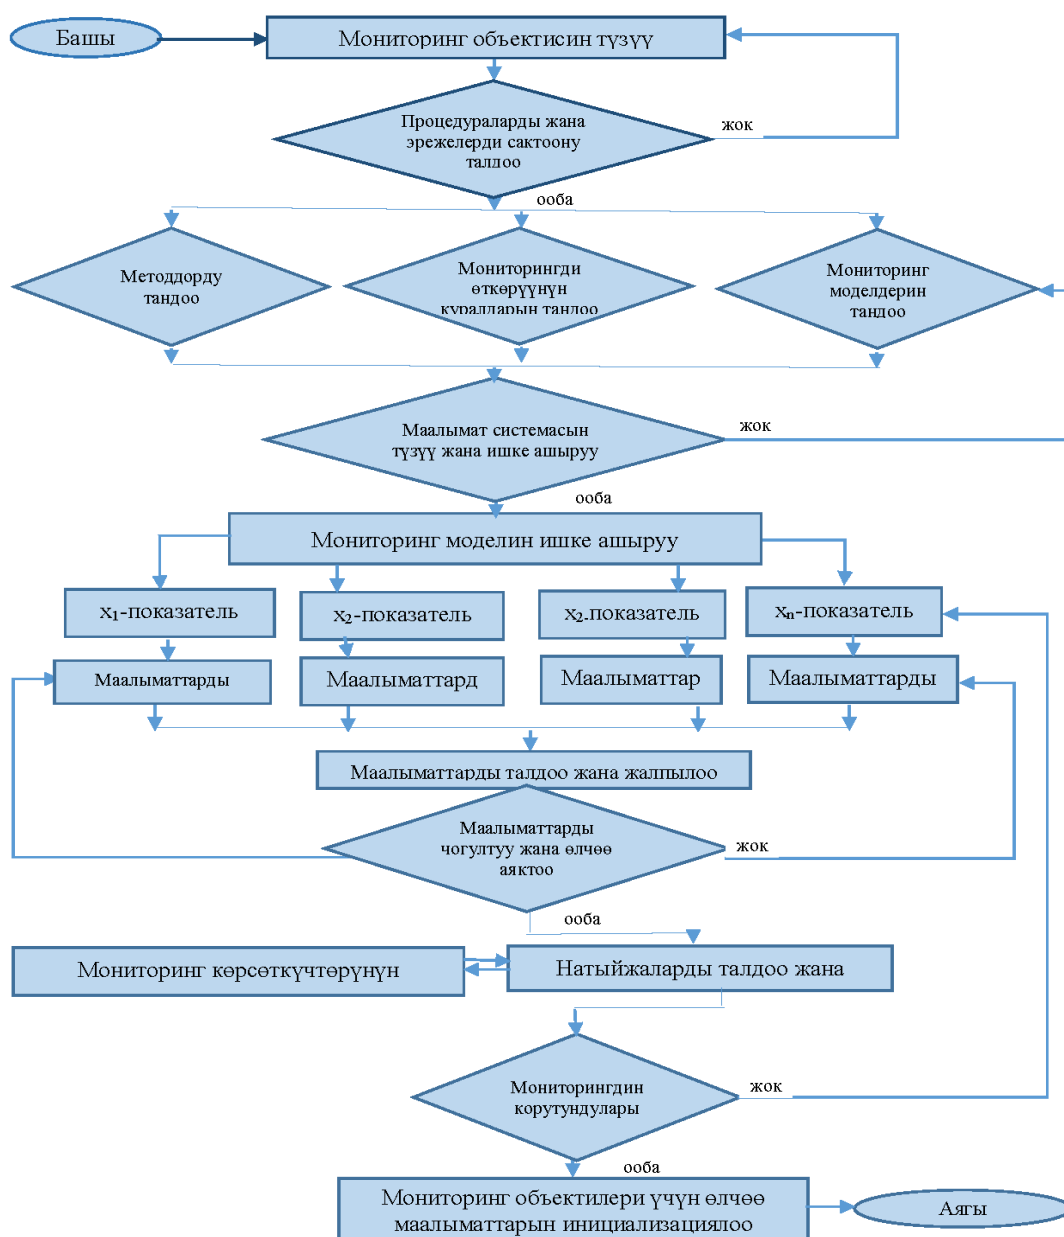 Башы
Мониторинг объектисин түзүү
Процедураларды жана
эрежелерди сактоону
талдоо
жок
ооба
Методдорду
тандоо
Мониторингди
өткөрүүнүн
куралдарын тандоо
Мониторинг
моделдерин
тандоо
Маалымат системасын
түзүү жана ишке ашыруу
жок
ооба
Мониторинг моделин ишке ашыруу
x₁-показатель
x₂-показатель
x₂-показатель
xₙ-показатель
Маалыматтарды
Маалыматтард
Маалыматтар
Маалыматтарды
Маалыматтарды талдоо жана жалпылоо
Маалыматтарды
чогултуу жана өлчөө
аяктоо
жок
ооба
Мониторинг көрсөткүчтөрүнүн
Натыйжаларды талдоо жана
Мониторингдин
корутундулары
жок
ооба
Мониторинг объектилери үчүн өлчөө
маалыматтарын инициализациялоо
Аягы